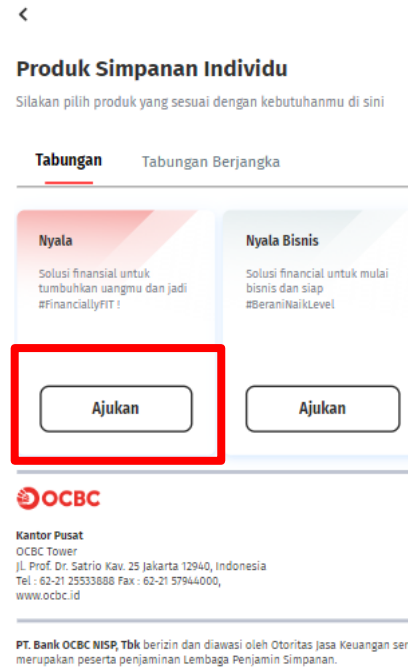 Produk Simpanan Individu
Silakan pilih produk yang sesuai dengan kebutuhanmu di sini
Tabungan
Tabungan Berjangka
Nyala
Solusi finansial untuk
tumbuhkan uangmu dan jadi
#FinanciallyFIT !
Ajukan
Nyala Bisnis
Solusi financial untuk mulai
bisnis dan siap
#BeraniNaikLevel
Ajukan
OCBC
Kantor Pusat
OCBC Tower
Jl. Prof. Dr. Satrio Kav. 25 Jakarta 12940, Indonesia
Tel : 62-21 25533888 Fax : 62-21 57944000,
www.ocbc.id
PT. Bank OCBC NISP, Tbk berizin dan diawasi oleh Otoritas Jasa Keuangan ser
merupakan peserta penjaminan Lembaga Penjamin Simpanan.